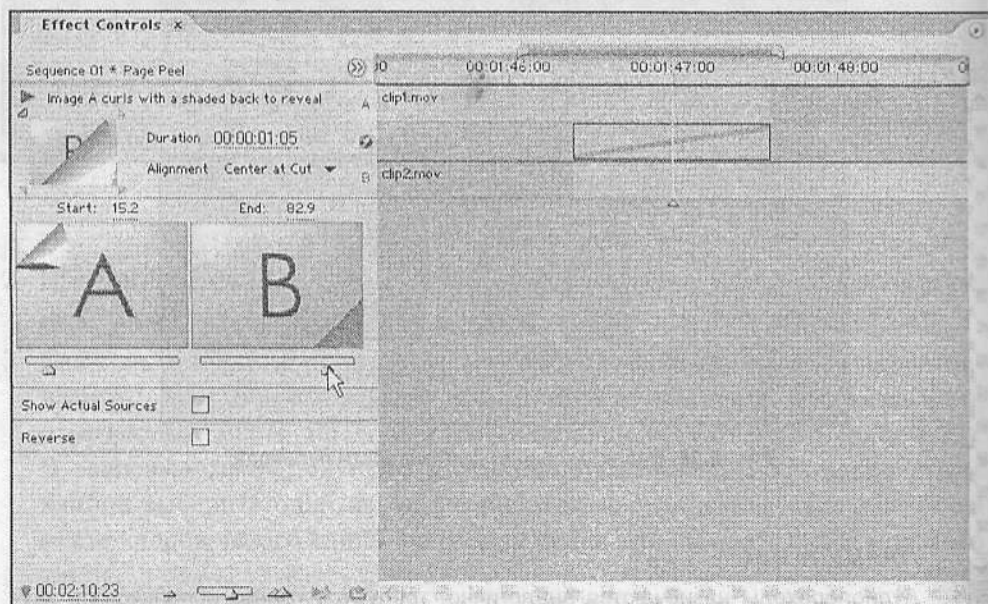 Effect Controls ×
Sequence 01 * Page Peel
00:01:46:00 00:01:47:00 00:01:48:00
Image A curls with a shaded back to reveal
A clip1.mov
B
Duration 00:00:01:05
Alignment Center at Cut
B clip2.mov
Start: 15.2 End: 82.9
A B
Show Actual Sources
Reverse
00:02:10:23